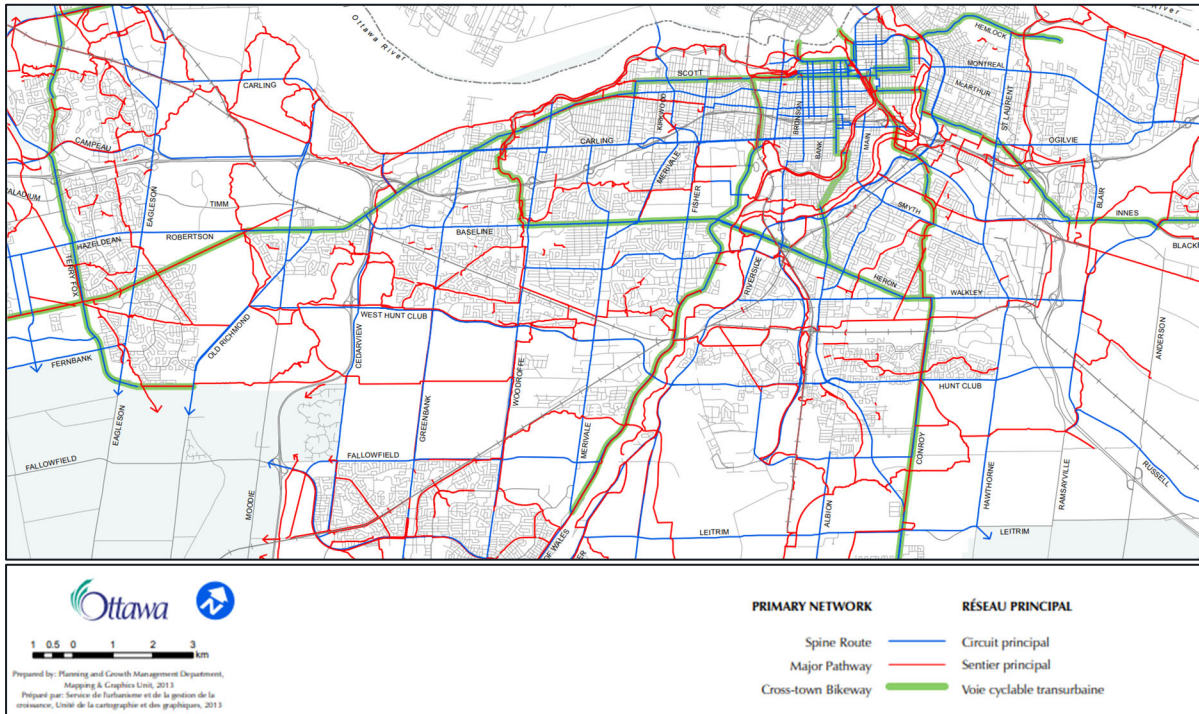 Ottawa River
River
HEMLOCK
SCOTT
MONTREAL
CARLING
KIRKWOOD
McARTHUR
ST LAURENT
BRONSON
CAMPEAU
CARLING
BANK
MAIN
OGILVIE
MERIVALE
EAGLESON
TIMM
FISHER
BLAIR
SMYTH
INNES
HAZELDEAN
ROBERTSON
BASELINE
TERRY FOX
RIVERSIDE
HERON
WALKLEY
WEST HUNT CLUB
OLD RICHMOND
CEDARVIEW
ANDERSON
FERNBANK
WOODROFFE
HUNT CLUB
EAGLESON
GREENBANK
MERIVALE
CONROY
FALLOWFIELD
FALLOWFIELD
HAWTHORNE
RAMSAYVILLE
RUSSELL
MOODIE
ALBION
LEITRIM
LEITRIM
OF WALES
Ottawa
1 0.5 0 1 2 3
km
Prepared by: Planning and Growth Management Department,
Mapping & Graphics Unit, 2013
Préparé par: Service de l'urbanisme et de la gestion de la
croissance, Unité de la cartographie et des graphiques, 2013
PRIMARY NETWORK RÉSEAU PRINCIPAL
Spine Route Circuit principal
Major Pathway Sentier principal
Cross-town Bikeway Voie cyclable transurbaine